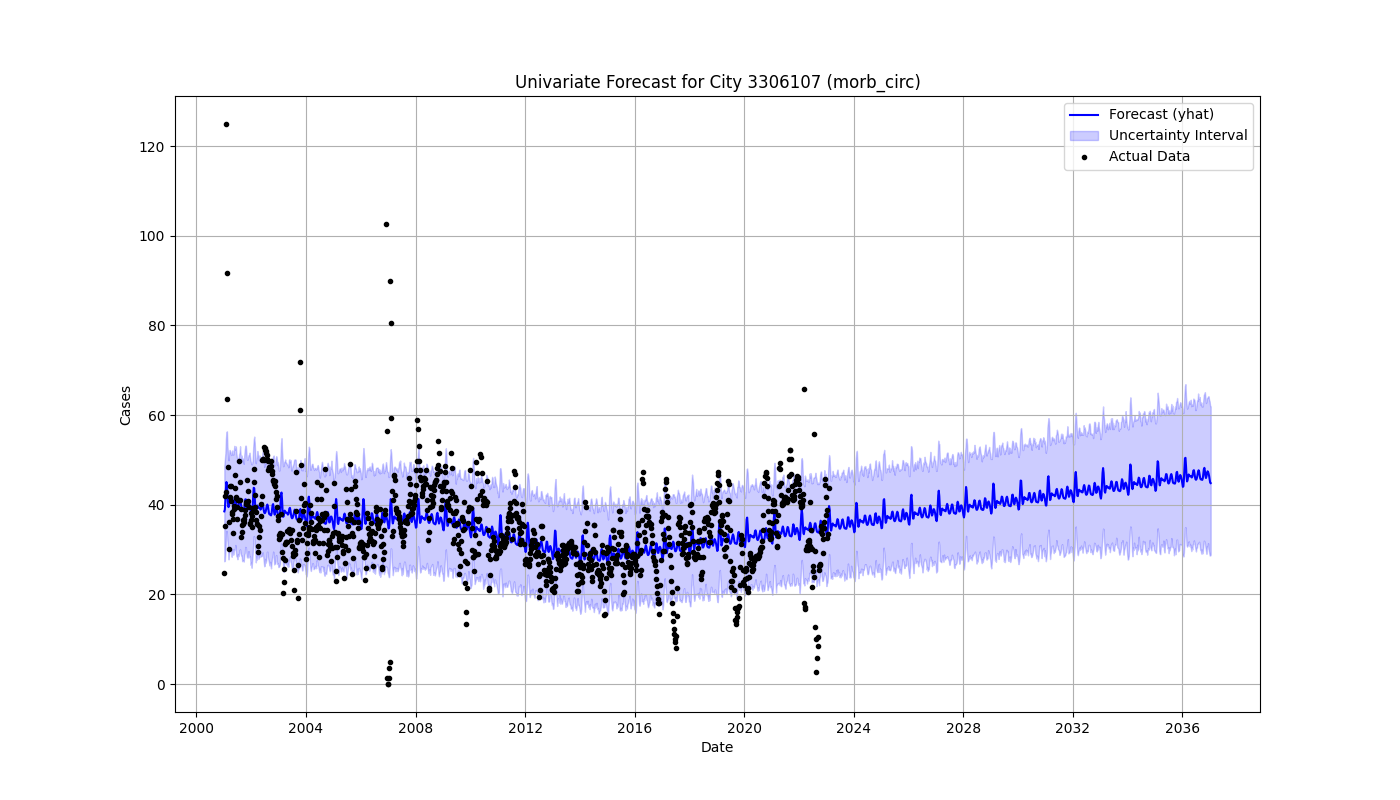 Univariate Forecast for City 3306107 (morb_circ)
Forecast (yhat)
Uncertainty Interval
Actual Data
120
100
80
60
40
20
0
Cases
2000 2004 2008 2012 2016 2020 2024 2028 2032 2036
Date